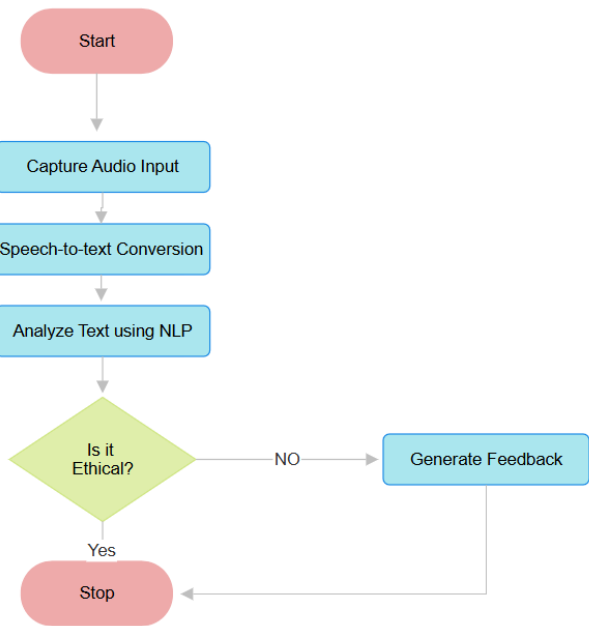 Start
Capture Audio Input
Speech-to-text Conversion
Analyze Text using NLP
Is it
Ethical?
NO
Generate Feedback
Yes
Stop